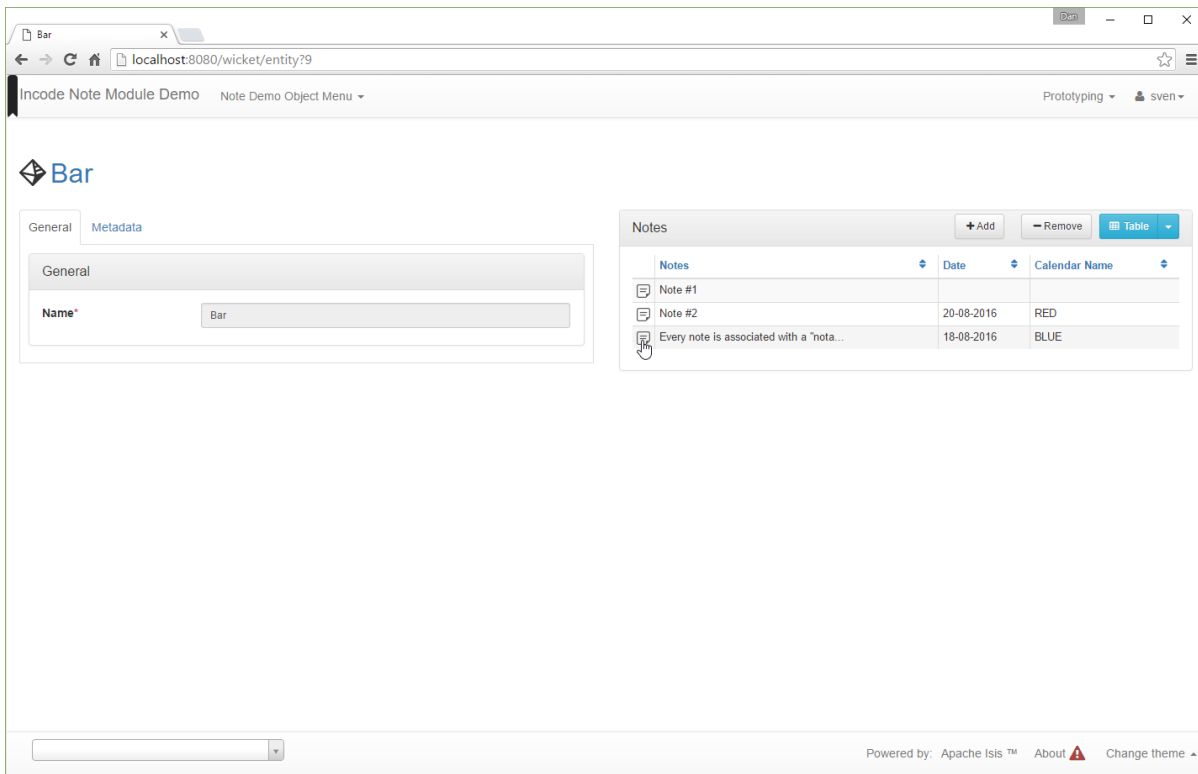 Dan
Bar
localhost:8080/wicket/entity?9
Incode Note Module Demo Note Demo Object Menu Prototyping sven
Bar
General Metadata
General
Name* Bar
Notes Add Remove Table
Notes Date Calendar Name
Note #1
Note #2 20-08-2016 RED
Every note is associated with a "nota... 18-08-2016 BLUE
Powered by: Apache Isis ™ About Change theme